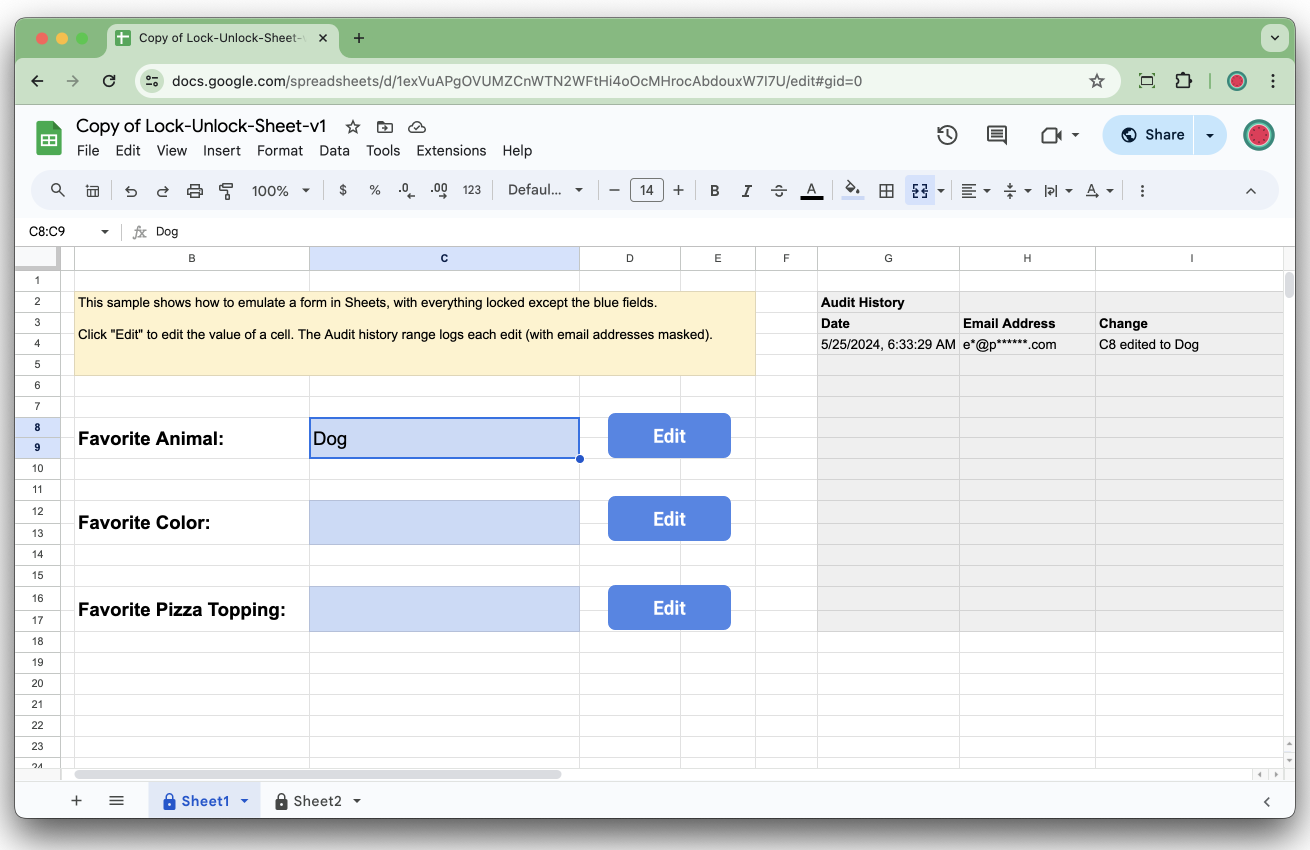 Copy of Lock-Unlock-Sheet-v
docs.google.com/spreadsheets/d/1exVuAPgOVUMZCnWTN2WFtHi4oOcMHrocAbdouxW7I7U/edit#gid=0
Copy of Lock-Unlock-Sheet-v1
File Edit View Insert Format Data Tools Extensions Help
Share
100% $ % .0 .00 123 Defaul... 14 B I A
C8:C9 fx Dog
B C D E F G H I
1
2 This sample shows how to emulate a form in Sheets, with everything locked except the blue fields. Audit History
3 Date Email Address Change
4 Click "Edit" to edit the value of a cell. The Audit history range logs each edit (with email addresses masked). 5/25/2024, 6:33:29 AM e*@p******.com C8 edited to Dog
5
6
7
8
Favorite Animal: Dog Edit
9
10
11
12
Favorite Color: Edit
13
14
15
16
Favorite Pizza Topping: Edit
17
18
19
20
21
22
23
24
Sheet1 Sheet2